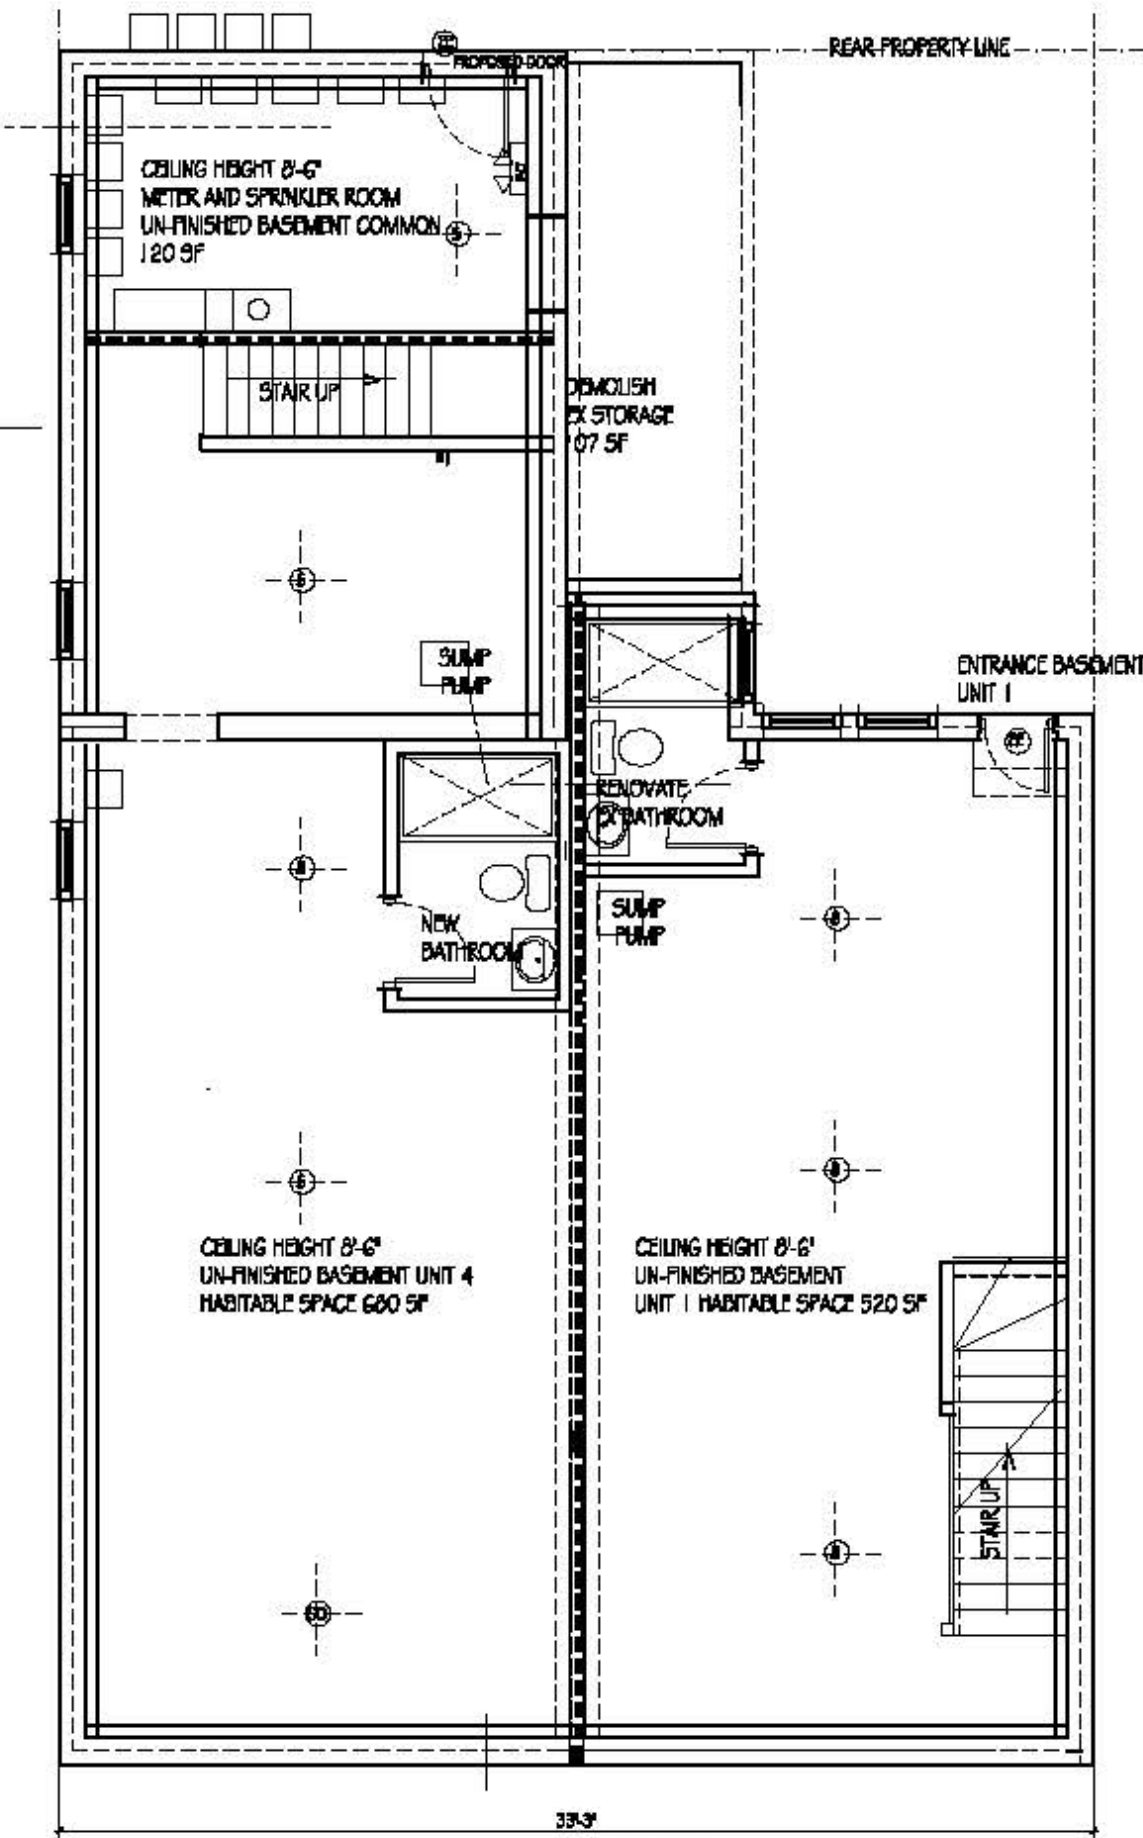 REAR PROPERTY LINE
PROPOSED DOOR
CEILING HEIGHT 8'-6"
METER AND SPRINKLER ROOM
UN-FINISHED BASEMENT COMMON
120 SF
STAIR UP
DEMOLISH
EX STORAGE
107 SF
SUMP
PUMP
ENTRANCE BASEMENT
UNIT 1
RENOVATE
EX BATHROOM
NEW
BATHROOM
SUMP
PUMP
CEILING HEIGHT 8'-6"
UN-FINISHED BASEMENT UNIT 4
HABITABLE SPACE 680 SF
CEILING HEIGHT 8'-6"
UN-FINISHED BASEMENT
UNIT 1 HABITABLE SPACE 520 SF
STAIR UP
SD
33'-3"